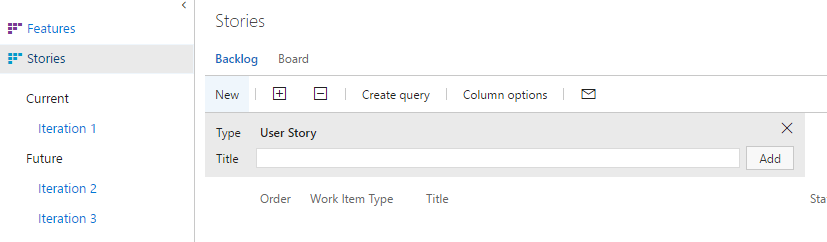 Features
Stories
Current
Iteration 1
Future
Iteration 2
Iteration 3
Stories
Backlog Board
New Create query Column options
Type User Story
Title Add
Order Work Item Type Title Sta